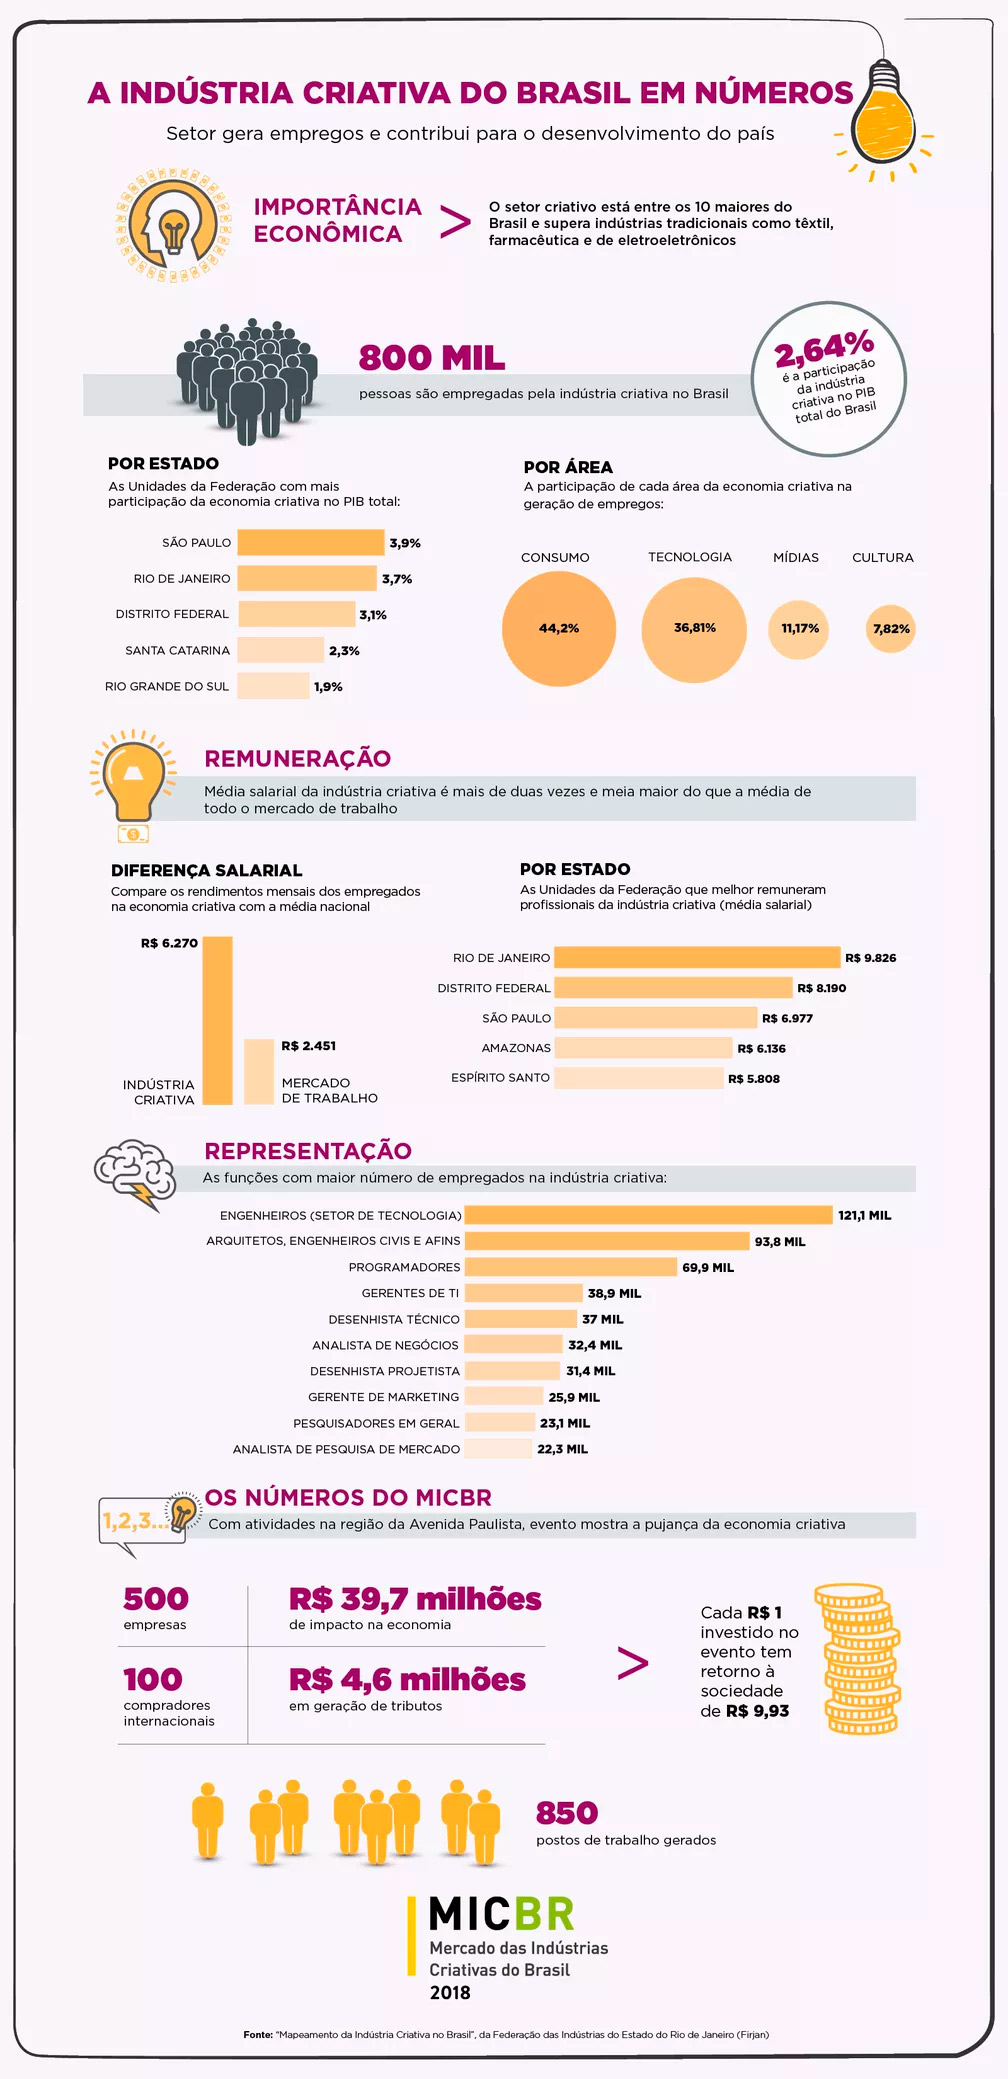 A INDÚSTRIA CRIATIVA DO BRASIL EM NÚMEROS
Setor gera empregos e contribui para o desenvolvimento do país
IMPORTÂNCIA
ECONÔMICA
>
O setor criativo está entre os 10 maiores do
Brasil e supera indústrias tradicionais como têxtil,
farmacêutica e de eletroeletrônicos
800 MIL
pessoas são empregadas pela indústria criativa no Brasil
2,64%
é a participação
da indústria
criativa no PIB
total do Brasil
POR ESTADO
As Unidades da Federação com mais
participação da economia criativa no PIB total:
SÃO PAULO 3,9%
RIO DE JANEIRO 3,7%
DISTRITO FEDERAL 3,1%
SANTA CATARINA 2,3%
RIO GRANDE DO SUL 1,9%
POR ÁREA
A participação de cada área da economia criativa na
geração de empregos:
CONSUMO TECNOLOGIA MÍDIAS CULTURA
44,2% 36,81% 11,17% 7,82%
REMUNERAÇÃO
Média salarial da indústria criativa é mais de duas vezes e meia maior do que a média de
todo o mercado de trabalho
DIFERENÇA SALARIAL
Compare os rendimentos mensais dos empregados
na economia criativa com a média nacional
R$ 6.270
INDÚSTRIA
CRIATIVA
R$ 2.451
MERCADO
DE TRABALHO
POR ESTADO
As Unidades da Federação que melhor remuneram
profissionais da indústria criativa (média salarial)
RIO DE JANEIRO R$ 9.826
DISTRITO FEDERAL R$ 8.190
SÃO PAULO R$ 6.977
AMAZONAS R$ 6.136
ESPÍRITO SANTO R$ 5.808
REPRESENTAÇÃO
As funções com maior número de empregados na indústria criativa:
ENGENHEIROS (SETOR DE TECNOLOGIA) 121,1 MIL
ARQUITETOS, ENGENHEIROS CIVIS E AFINS 93,8 MIL
PROGRAMADORES 69,9 MIL
GERENTES DE TI 38,9 MIL
DESENHISTA TÉCNICO 37 MIL
ANALISTA DE NEGÓCIOS 32,4 MIL
DESENHISTA PROJETISTA 31,4 MIL
GERENTE DE MARKETING 25,9 MIL
PESQUISADORES EM GERAL 23,1 MIL
ANALISTA DE PESQUISA DE MERCADO 22,3 MIL
1,2,3...
OS NÚMEROS DO MICBR
Com atividades na região da Avenida Paulista, evento mostra a pujança da economia criativa
500
empresas
R$ 39,7 milhões
de impacto na economia
100
compradores
internacionais
R$ 4,6 milhões
em geração de tributos
>
Cada R$ 1
investido no
evento tem
retorno à
sociedade
de R$ 9,93
850
postos de trabalho gerados
MICBR
Mercado das Indústrias
Criativas do Brasil
2018
Fonte: "Mapeamento da Indústria Criativa no Brasil", da Federação das Indústrias do Estado do Rio de Janeiro (Firjan)